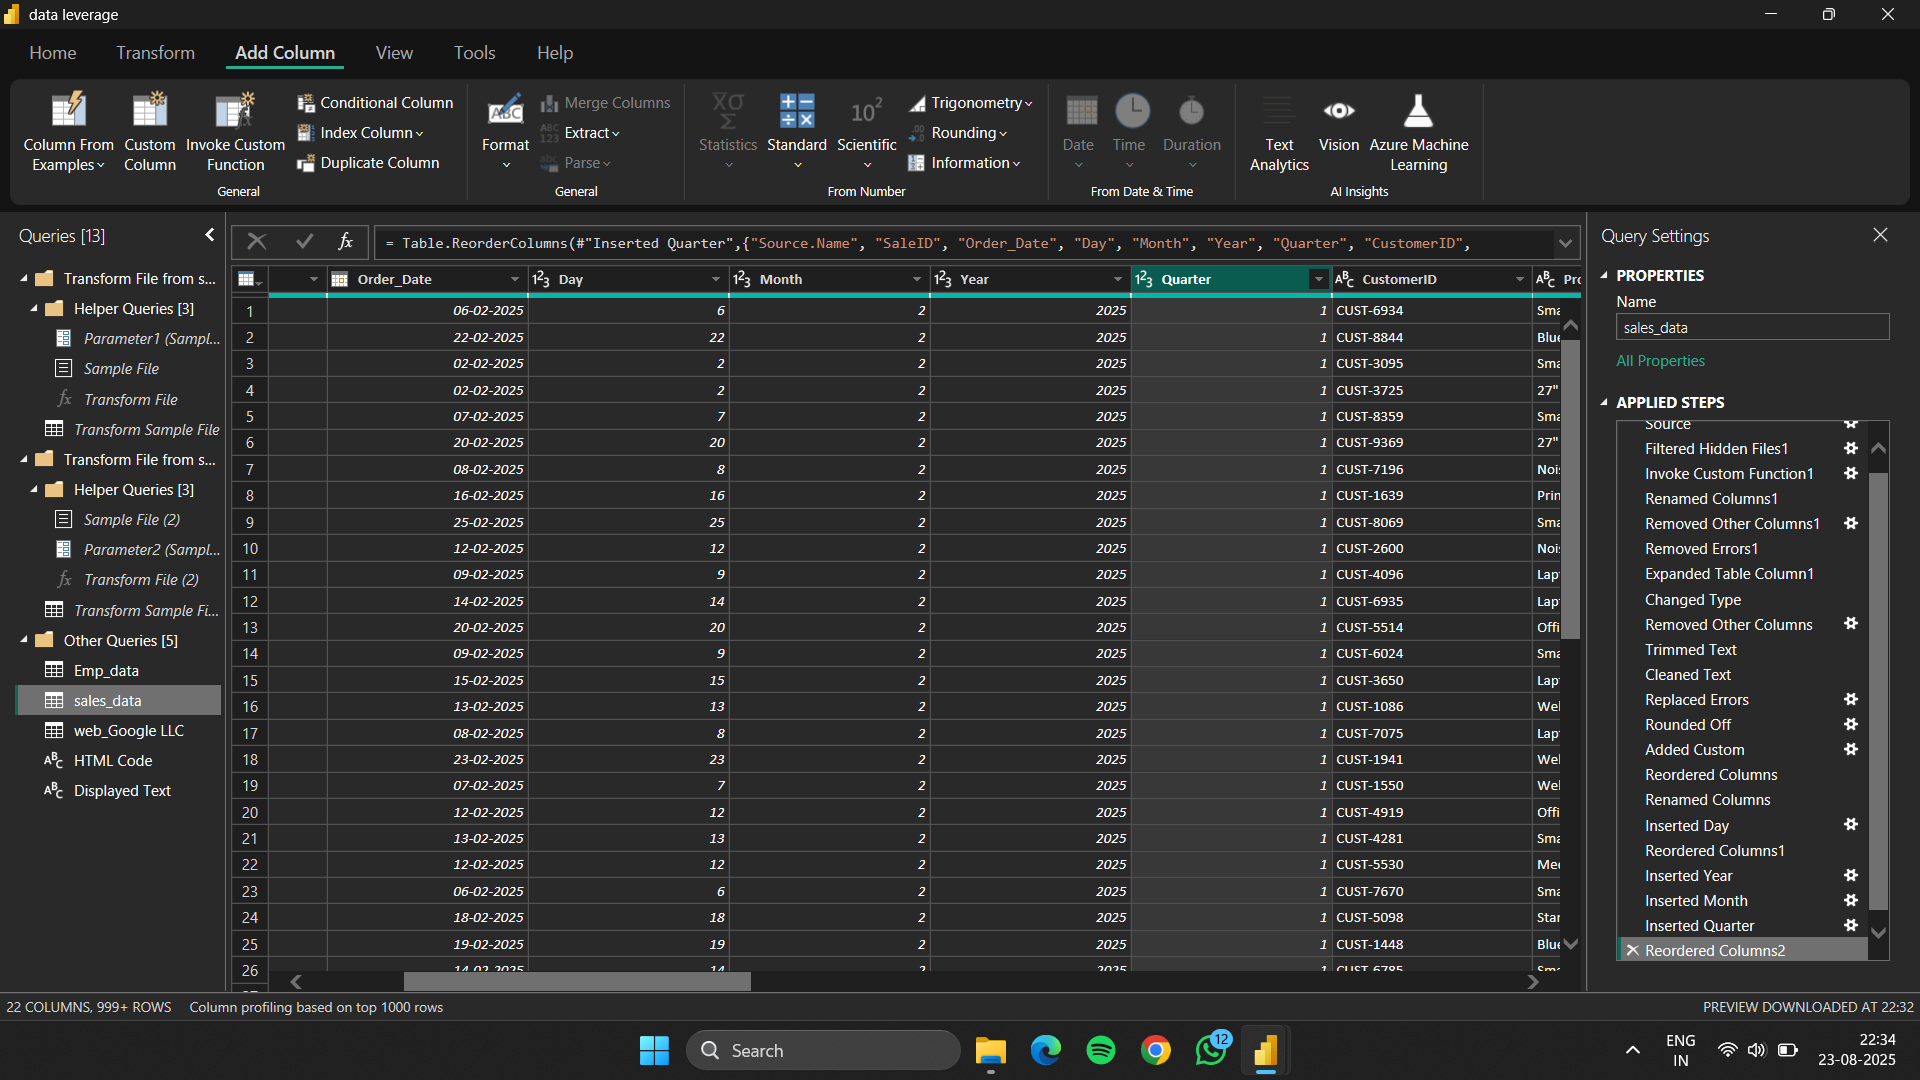 data leverage
Home Transform Add Column View Tools Help
Column From Examples
Custom Column
Invoke Custom Function
Conditional Column
Index Column
Duplicate Column
General
Format
Merge Columns
Extract
Parse
General
Statistics
Standard
Scientific
Trigonometry
Rounding
Information
From Number
Date
Time
Duration
From Date & Time
Text Analytics
Vision
Azure Machine Learning
AI Insights
Queries [13]
Transform File from s...
Helper Queries [3]
Parameter1 (Sampl...
Sample File
Transform File
Transform Sample File
Transform File from s...
Helper Queries [3]
Sample File (2)
Parameter2 (Sampl...
Transform File (2)
Transform Sample Fi...
Other Queries [5]
Emp_data
sales_data
web_Google LLC
HTML Code
Displayed Text
= Table.ReorderColumns(#"Inserted Quarter",{"Source.Name", "SaleID", "Order_Date", "Day", "Month", "Year", "Quarter", "CustomerID",
Order_Date Day Month Year Quarter CustomerID Pro
1 06-02-2025 6 2 2025 1 CUST-6934 Sma
2 22-02-2025 22 2 2025 1 CUST-8844 Blue
3 02-02-2025 2 2 2025 1 CUST-3095 Sma
4 02-02-2025 2 2 2025 1 CUST-3725 27"
5 07-02-2025 7 2 2025 1 CUST-8359 Sma
6 20-02-2025 20 2 2025 1 CUST-9369 27"
7 08-02-2025 8 2 2025 1 CUST-7196 Noi
8 16-02-2025 16 2 2025 1 CUST-1639 Prin
9 25-02-2025 25 2 2025 1 CUST-8069 Sma
10 12-02-2025 12 2 2025 1 CUST-2600 Noi
11 09-02-2025 9 2 2025 1 CUST-4096 Lap
12 14-02-2025 14 2 2025 1 CUST-6935 Lap
13 20-02-2025 20 2 2025 1 CUST-5514 Offi
14 09-02-2025 9 2 2025 1 CUST-6024 Sma
15 15-02-2025 15 2 2025 1 CUST-3650 Lap
16 13-02-2025 13 2 2025 1 CUST-1086 Wel
17 08-02-2025 8 2 2025 1 CUST-7075 Lap
18 23-02-2025 23 2 2025 1 CUST-1941 Wel
19 07-02-2025 7 2 2025 1 CUST-1550 Wel
20 12-02-2025 12 2 2025 1 CUST-4919 Offi
21 13-02-2025 13 2 2025 1 CUST-4281 Sma
22 12-02-2025 12 2 2025 1 CUST-5530 Me
23 06-02-2025 6 2 2025 1 CUST-7670 Sma
24 18-02-2025 18 2 2025 1 CUST-5098 Star
25 19-02-2025 19 2 2025 1 CUST-1448 Blue
26 14-02-2025 14 2 2025 1 CUST-6785 Sma
Query Settings
PROPERTIES
Name
sales_data
All Properties
APPLIED STEPS
Source
Filtered Hidden Files1
Invoke Custom Function1
Renamed Columns1
Removed Other Columns1
Removed Errors1
Expanded Table Column1
Changed Type
Removed Other Columns
Trimmed Text
Cleaned Text
Replaced Errors
Rounded Off
Added Custom
Reordered Columns
Renamed Columns
Inserted Day
Reordered Columns1
Inserted Year
Inserted Month
Inserted Quarter
Reordered Columns2
22 COLUMNS, 999+ ROWS Column profiling based on top 1000 rows PREVIEW DOWNLOADED AT 22:32
Search
12
ENG
IN
22:34
23-08-2025